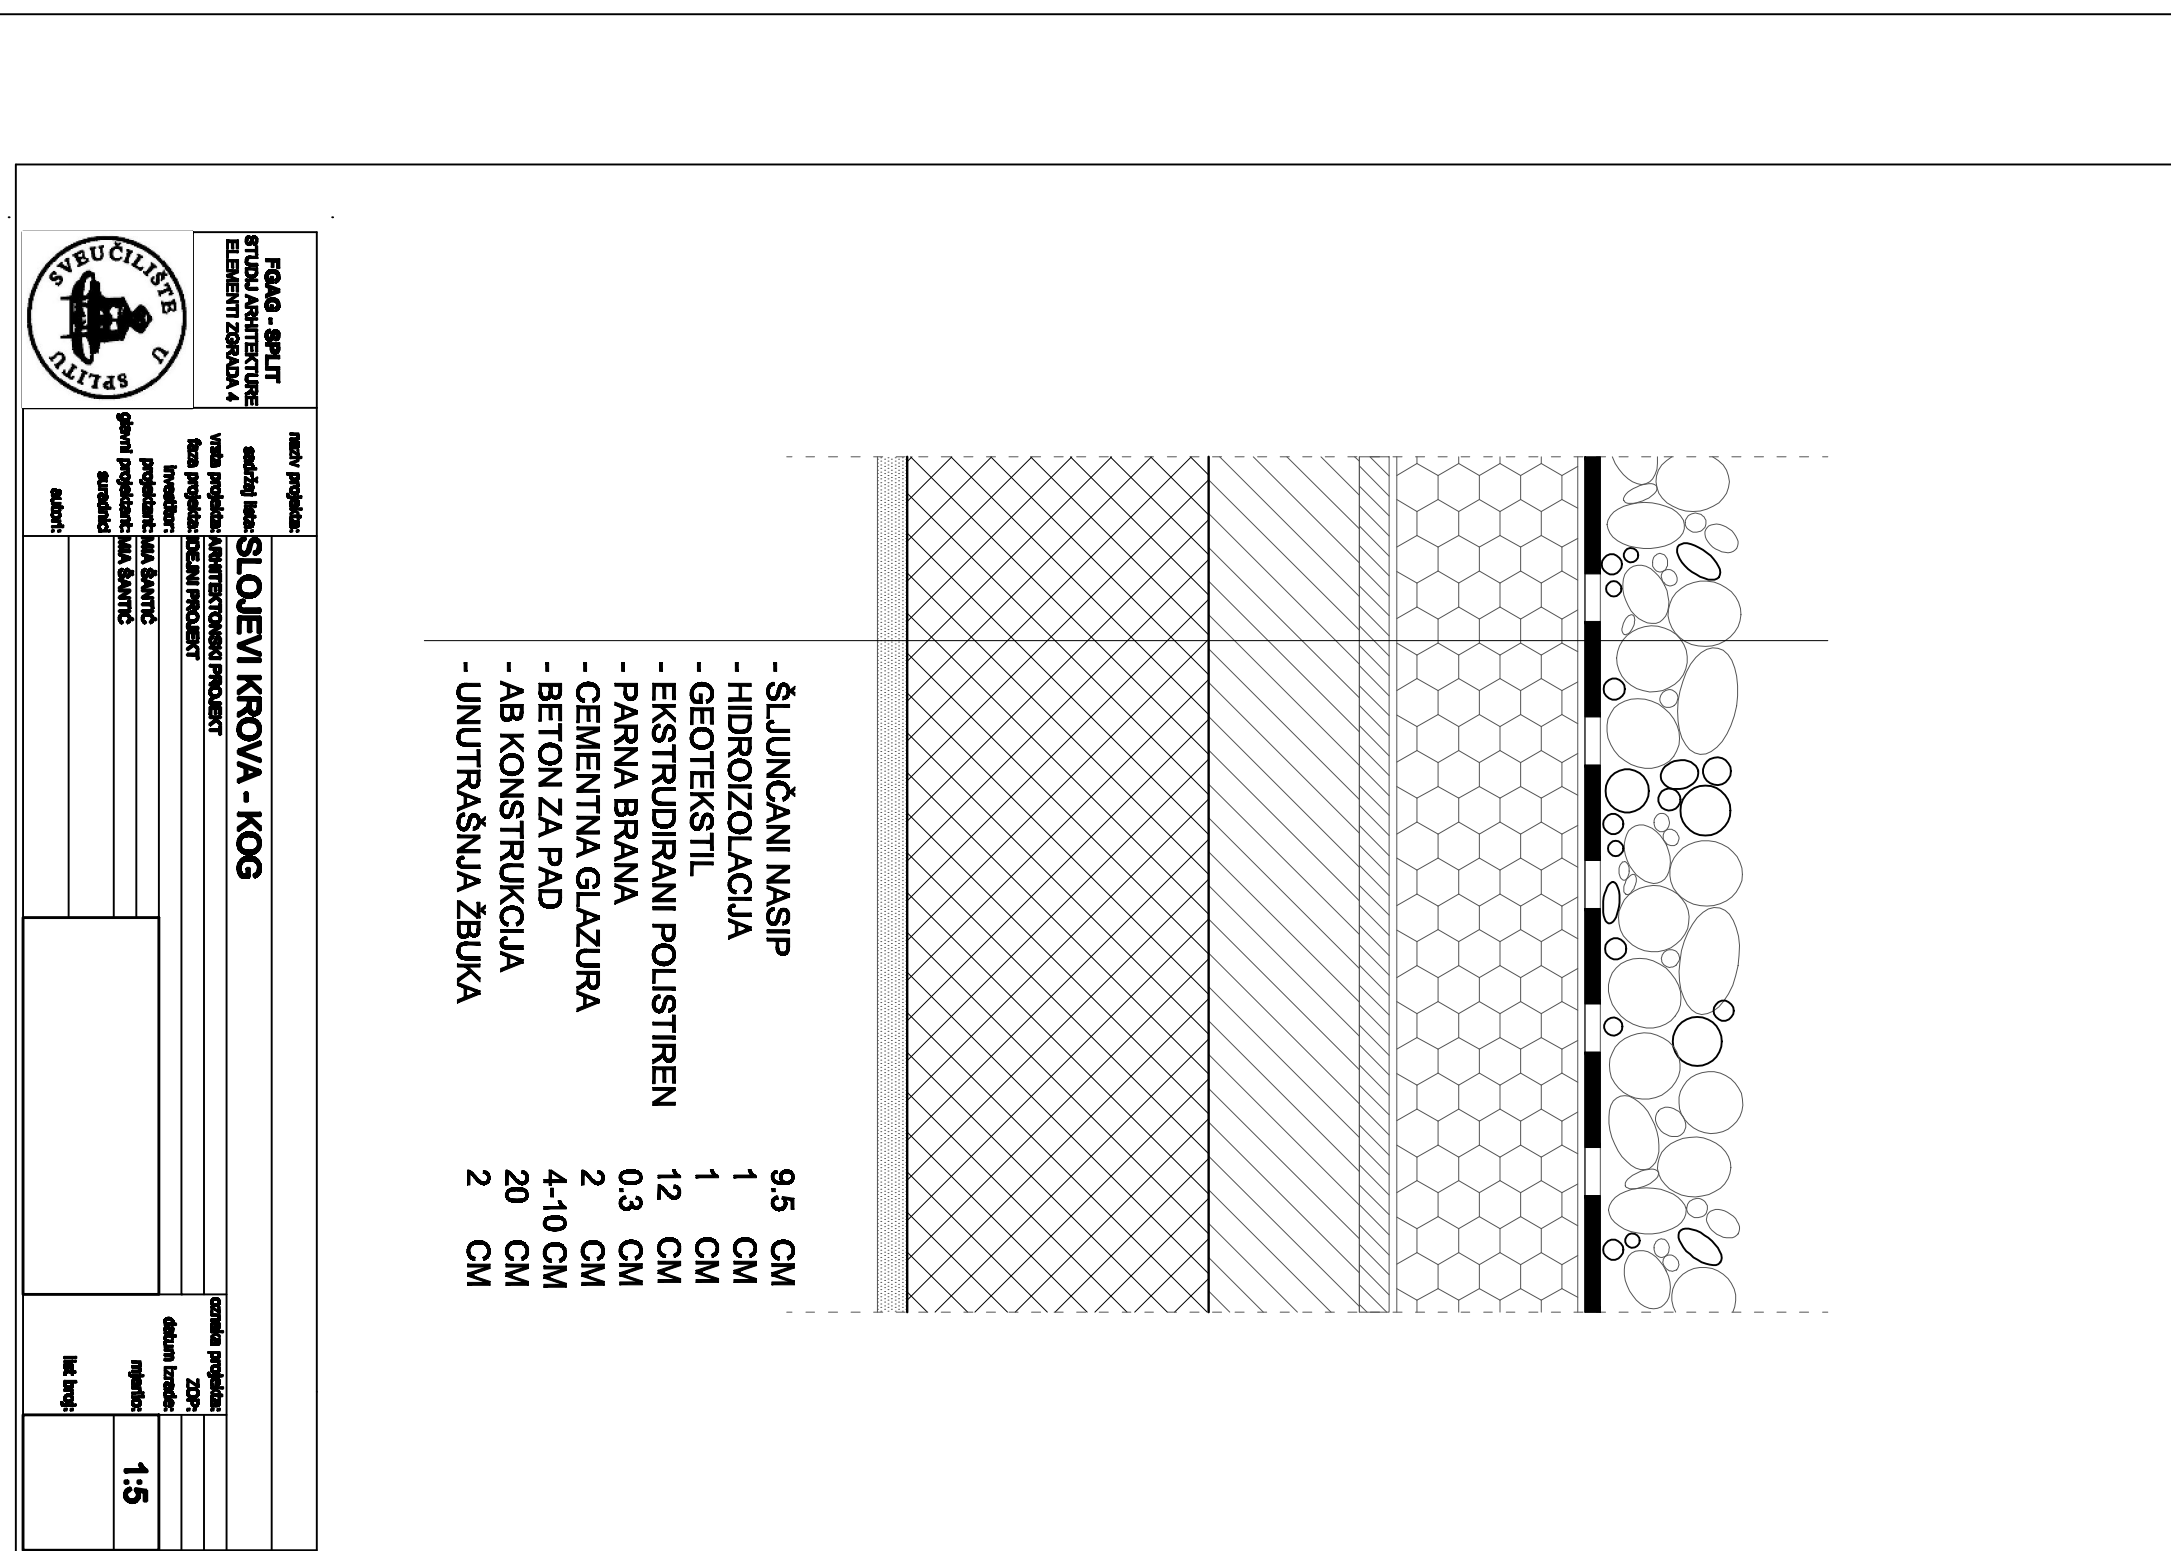 SVEUČILIŠTE U SPLITU
FGAG - SPLIT
STUDIJ ARHITEKTURE
ELEMENTI ZGRADA 4
naziv projekta:
sadržaj lista: SLOJEVI KROVA - KOG
vrsta projekta: ARHITEKTONSKI PROJEKT
faza projekta: IDEJNI PROJEKT
investitor:
projektant: MIA ŠANTIĆ
glavni projektant: MIA ŠANTIĆ
suradnici
autori:
oznaka projekta:
ZOP:
datum izrade:
mjerilo: 1:5
list broj:
- ŠLJUNČANI NASIP 9.5 CM
- HIDROIZOLACIJA 1 CM
- GEOTEKSTIL 1 CM
- EKSTRUDIRANI POLISTIREN 12 CM
- PARNA BRANA 0.3 CM
- CEMENTNA GLAZURA 2 CM
- BETON ZA PAD 4-10 CM
- AB KONSTRUKCIJA 20 CM
- UNUTRAŠNJA ŽBUKA 2 CM